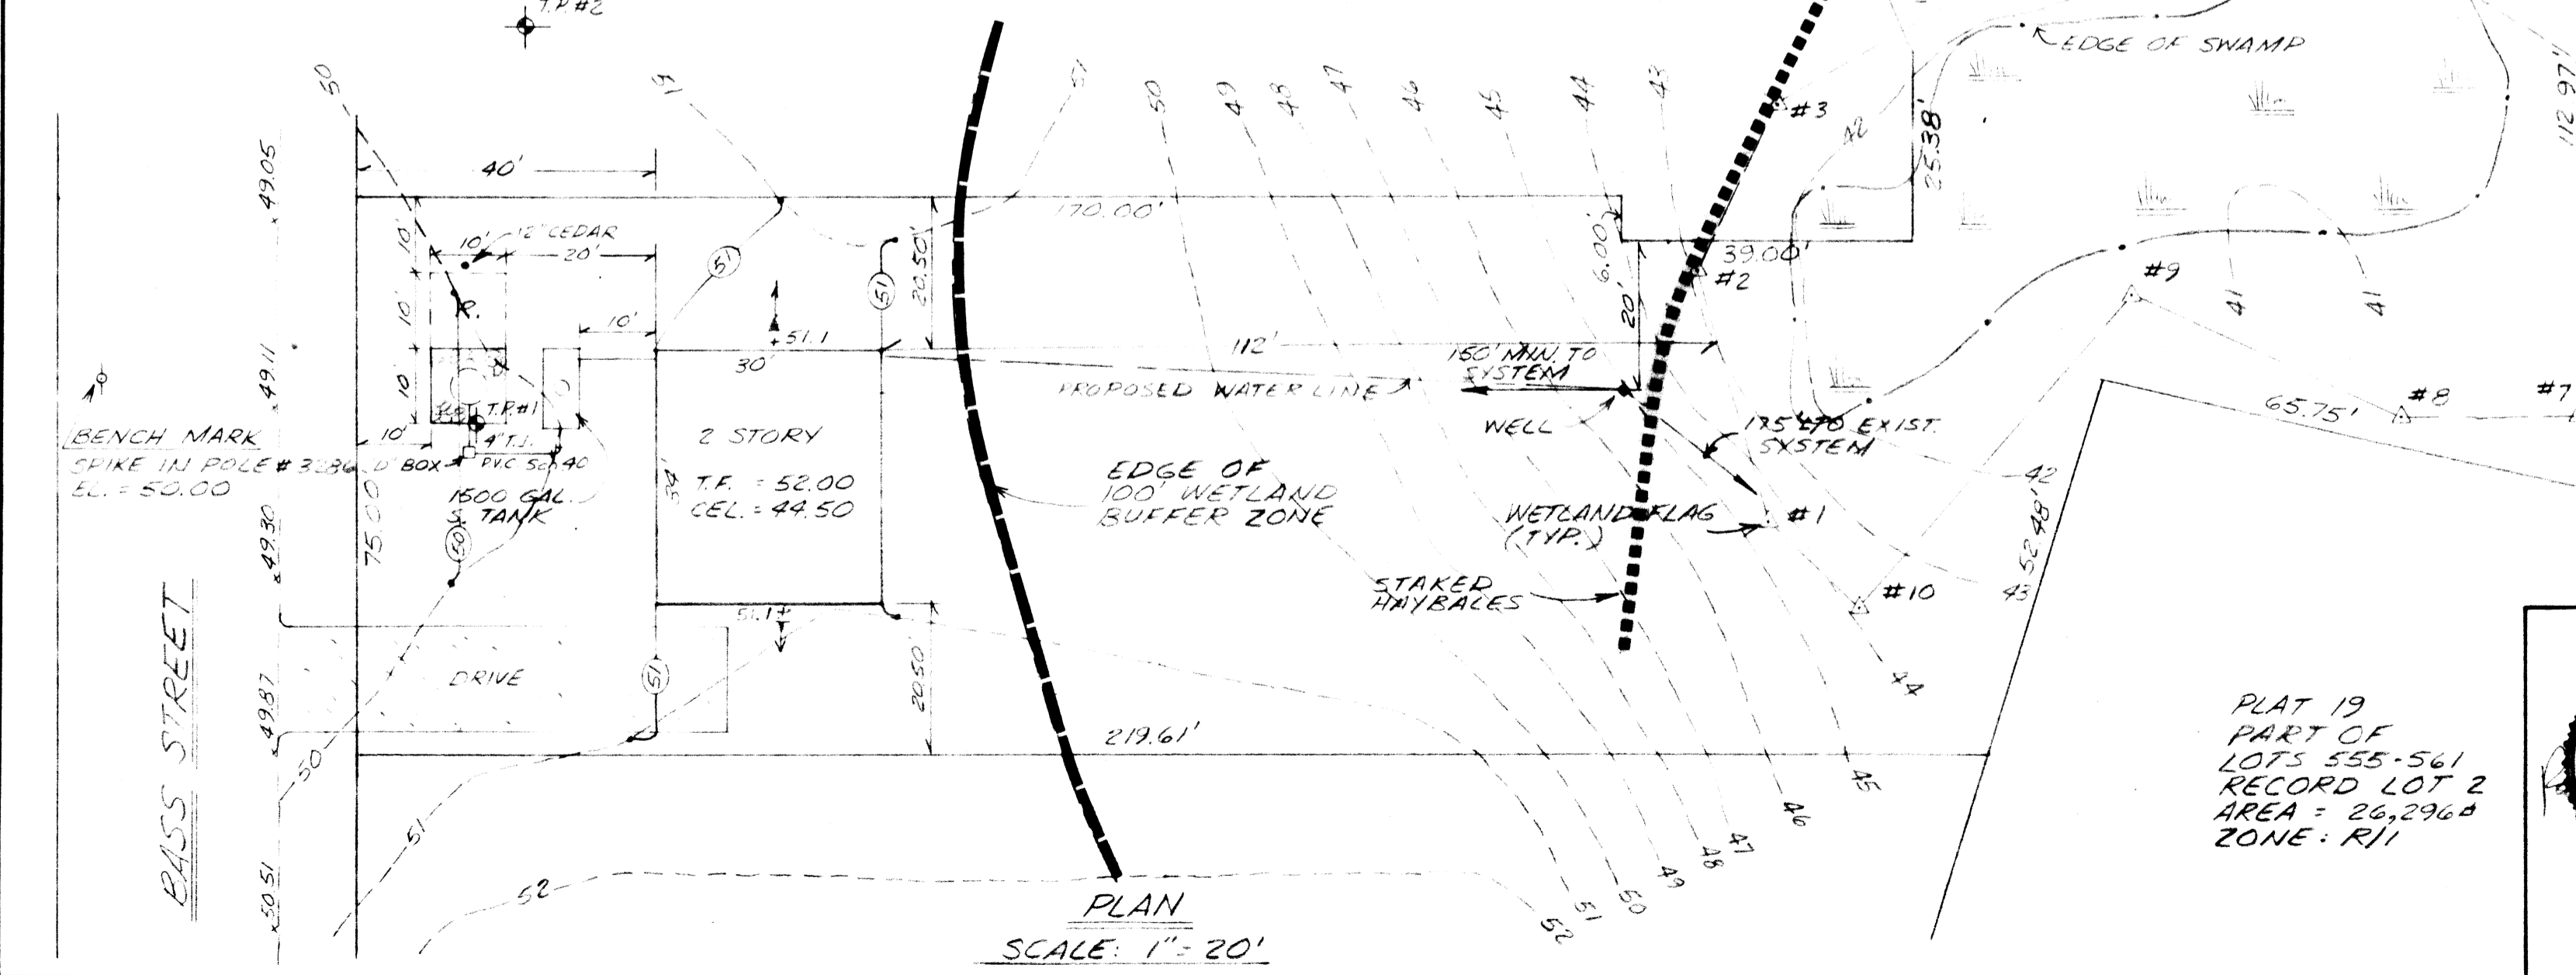 T.P. #2
EDGE OF SWAMP
112.97'
50
51
51
50
49
48
47
46
45
44
43
#3
42
25.38'
40'
170.00'
6.00'
39.00'
#2
#9
41
41
49.05
10'
10'
12" CEDAR
20'
51
51
20.50'
20'
R.
10'
10'
51.1
30'
112'
150' MIN. TO
SYSTEM
PROPOSED WATER LINE
WELL
49.11
10'
T.P.#1
10'
4" T.J.
P.V.C. Sch 40
D' BOX
BENCH MARK
SPIKE IN POLE # 3286
EL. = 50.00
1500 GAL.
TANK
50
75.00
34'
2 STORY
T.F. = 52.00
CEL. = 44.50
EDGE OF
100' WETLAND
BUFFER ZONE
EXIST.
SYSTEM
WETLAND FLAG
(TYP.)
#1
#8
#7
65.75'
42
52.48'
43
#10
44
STAKED
HAYBALES
49.30
51.1
DRIVE
51
20.50
219.61'
49.87
50
51
52
50.51
BASS STREET
45
46
47
48
49
50
51
52
PLAT 19
PART OF
LOTS 555-561
RECORD LOT 2
AREA = 26,296
ZONE: R/1
PLAN
SCALE: 1" = 20'